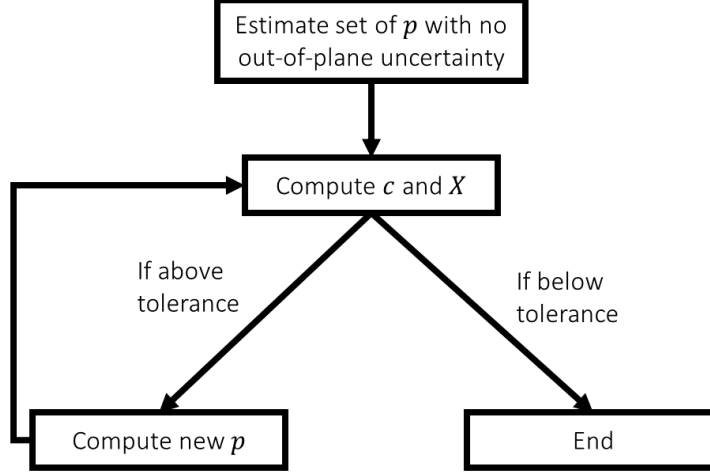 Estimate set of p with no
out-of-plane uncertainty
Compute c and X
If above
tolerance
If below
tolerance
Compute new p
End